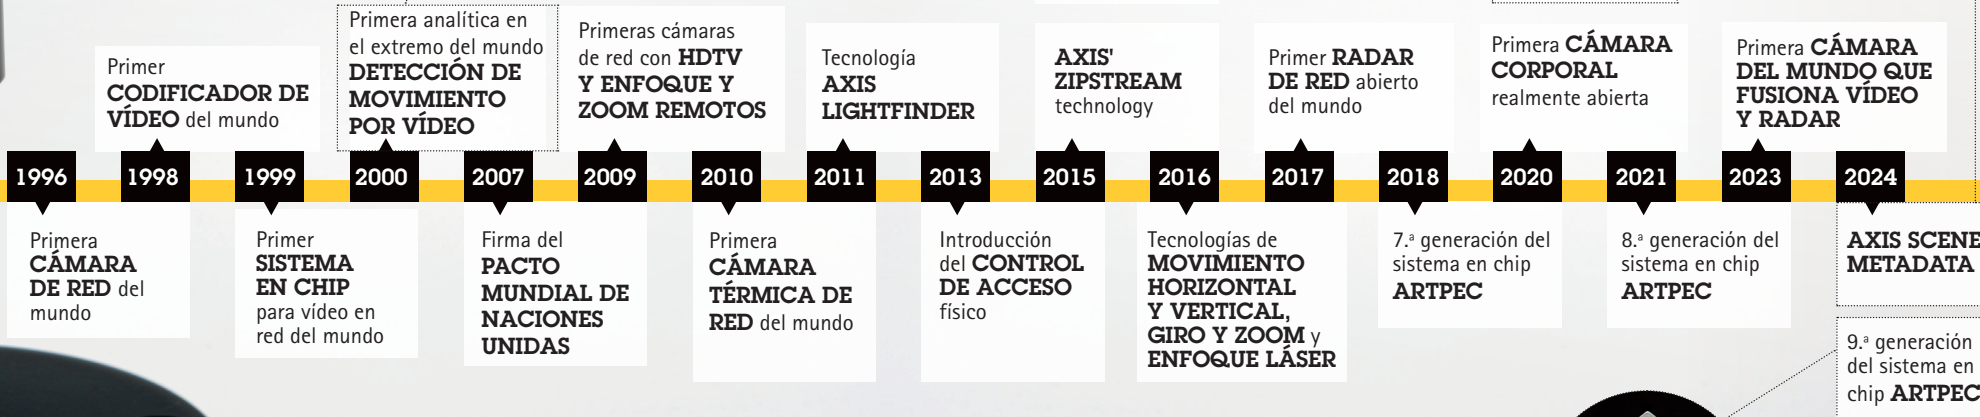 Primer
CODIFICADOR DE
VÍDEO del mundo
Primera analítica en
el extremo del mundo
DETECCIÓN DE
MOVIMIENTO
POR VÍDEO
Primeras cámaras
de red con HDTV
Y ENFOQUE Y
ZOOM REMOTOS
Tecnología
AXIS
LIGHTFINDER
AXIS'
ZIPSTREAM
technology
Primer RADAR
DE RED abierto
del mundo
Primera CÁMARA
CORPORAL
realmente abierta
Primera CÁMARA
DEL MUNDO QUE
FUSIONA VÍDEO
Y RADAR
1996 1998 1999 2000 2007 2009 2010 2011 2013 2015 2016 2017 2018 2020 2021 2023 2024
Primera
CÁMARA
DE RED del
mundo
Primer
SISTEMA
EN CHIP
para vídeo en
red del mundo
Firma del
PACTO
MUNDIAL DE
NACIONES
UNIDAS
Primera
CÁMARA
TÉRMICA DE
RED del mundo
Introducción
del CONTROL
DE ACCESO
físico
Tecnologías de
MOVIMIENTO
HORIZONTAL
Y VERTICAL,
GIRO Y ZOOM y
ENFOQUE LÁSER
7.ª generación del
sistema en chip
ARTPEC
8.ª generación del
sistema en chip
ARTPEC
AXIS SCENE
METADATA
9.ª generación
del sistema en
chip ARTPEC